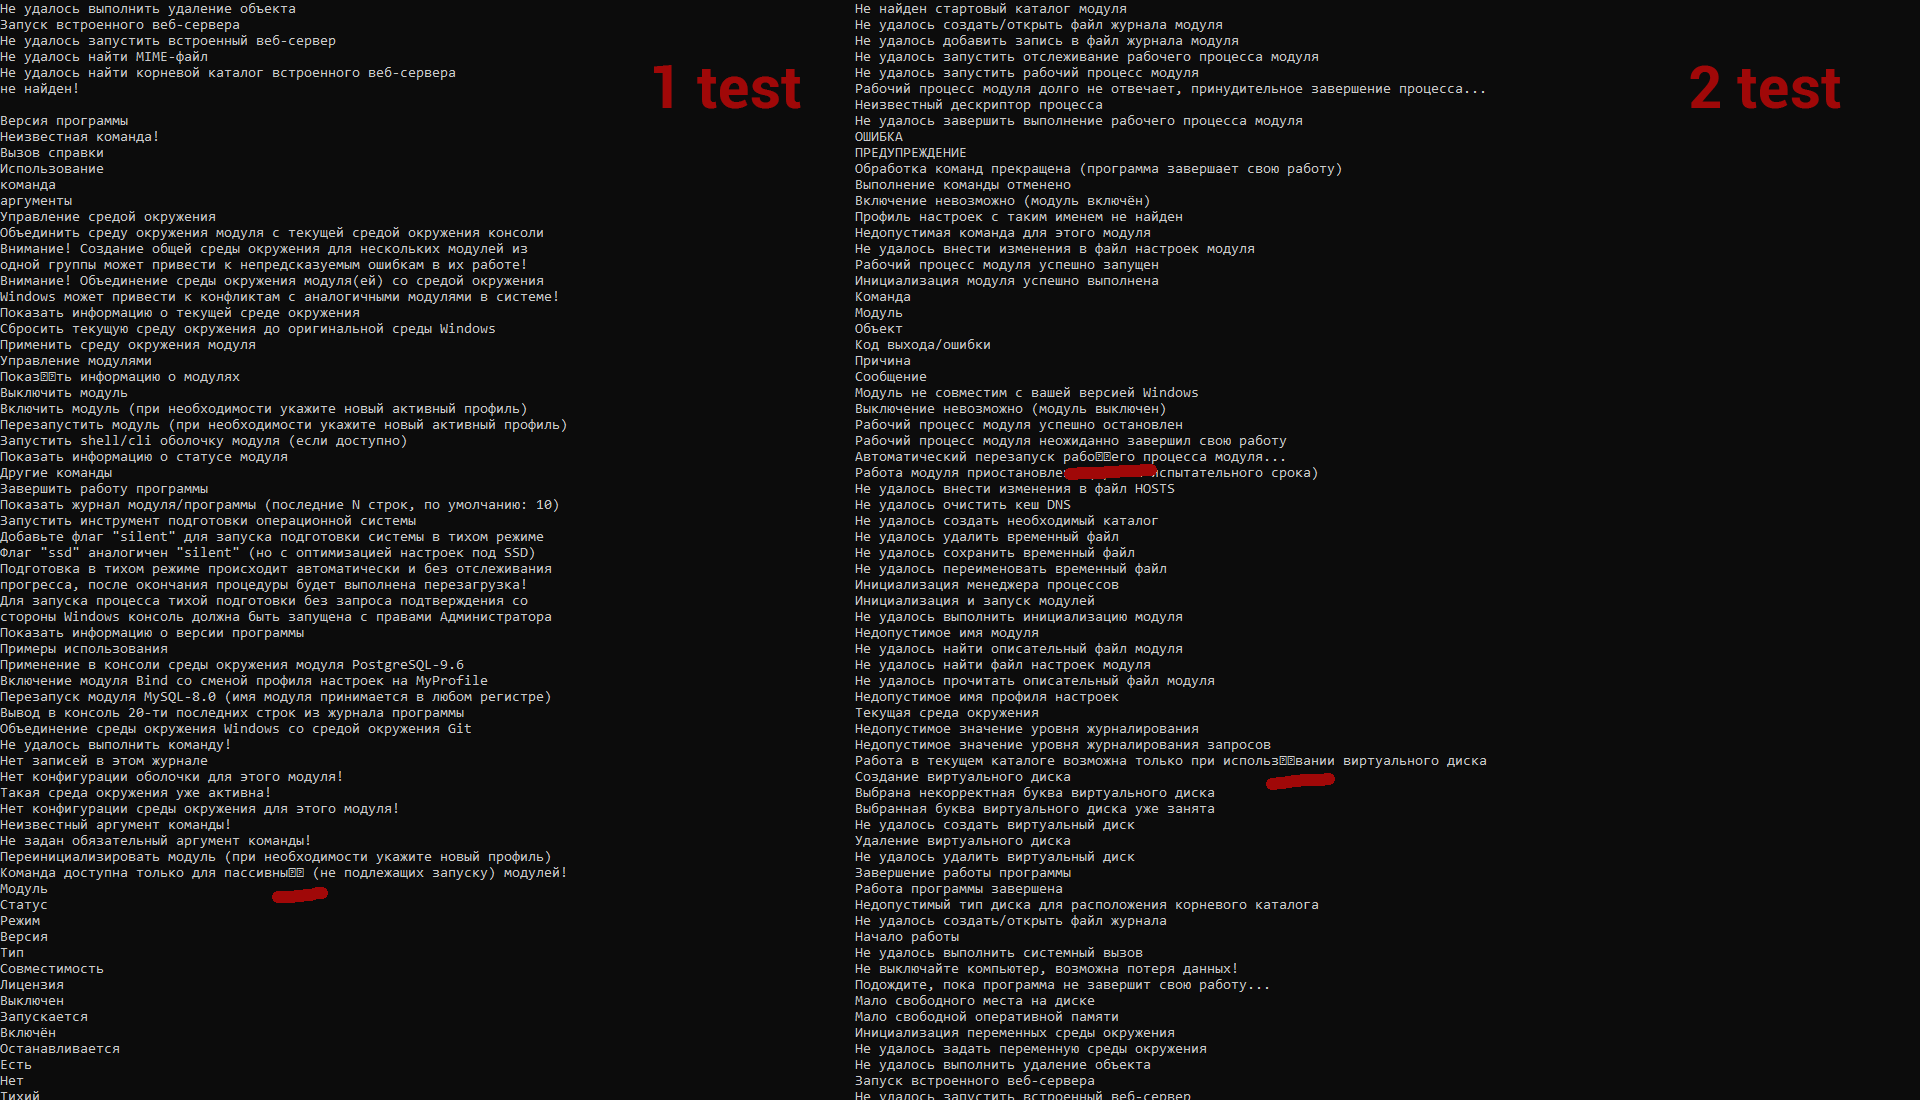 Не удалось выполнить удаление объекта
Запуск встроенного веб-сервера
Не удалось запустить встроенный веб-сервер
Не удалось найти MIME-файл
Не удалось найти корневой каталог встроенного веб-сервера
не найден!
1 test
Версия программы
Неизвестная команда!
Вызов справки
Использование
команда
аргументы
Управление средой окружения
Объединить среду окружения модуля с текущей средой окружения консоли
Внимание! Создание общей среды окружения для нескольких модулей из
одной группы может привести к непредсказуемым ошибкам в их работе!
Внимание! Объединение среды окружения модуля(ей) со средой окружения
Windows может привести к конфликтам с аналогичными модулями в системе!
Показать информацию о текущей среде окружения
Сбросить текущую среду окружения до оригинальной среды Windows
Применить среду окружения модуля
Управление модулями
Показ��ть информацию о модулях
Выключить модуль
Включить модуль (при необходимости укажите новый активный профиль)
Перезапустить модуль (при необходимости укажите новый активный профиль)
Запустить shell/cli оболочку модуля (если доступно)
Показать информацию о статусе модуля
Другие команды
Завершить работу программы
Показать журнал модуля/программы (последние N строк, по умолчанию: 10)
Запустить инструмент подготовки операционной системы
Добавьте флаг "silent" для запуска подготовки системы в тихом режиме
Флаг "ssd" аналогичен "silent" (но с оптимизацией настроек под SSD)
Подготовка в тихом режиме происходит автоматически и без отслеживания
прогресса, после окончания процедуры будет выполнена перезагрузка!
Для запуска процесса тихой подготовки без запроса подтверждения со
стороны Windows консоль должна быть запущена с правами Администратора
Показать информацию о версии программы
Примеры использования
Применение в консоли среды окружения модуля PostgreSQL-9.6
Включение модуля Bind со сменой профиля настроек на MyProfile
Перезапуск модуля MySQL-8.0 (имя модуля принимается в любом регистре)
Вывод в консоль 20-ти последних строк из журнала программы
Объединение среды окружения Windows со средой окружения Git
Не удалось выполнить команду!
Нет записей в этом журнале
Нет конфигурации оболочки для этого модуля!
Такая среда окружения уже активна!
Нет конфигурации среды окружения для этого модуля!
Неизвестный аргумент команды!
Не задан обязательный аргумент команды!
Переинициализировать модуль (при необходимости укажите новый профиль)
Команда доступна только для пассивны�� (не подлежащих запуску) модулей!
Модуль
Статус
Режим
Версия
Тип
Совместимость
Лицензия
Выключен
Запускается
Включён
Останавливается
Есть
Нет
Тихий
Не найден стартовый каталог модуля
Не удалось создать/открыть файл журнала модуля
Не удалось добавить запись в файл журнала модуля
Не удалось запустить отслеживание рабочего процесса модуля
Не удалось запустить рабочий процесс модуля
Рабочий процесс модуля долго не отвечает, принудительное завершение процесса...
2 test
Неизвестный дескриптор процесса
Не удалось завершить выполнение рабочего процесса модуля
ОШИБКА
ПРЕДУПРЕЖДЕНИЕ
Обработка команд прекращена (программа завершает свою работу)
Выполнение команды отменено
Включение невозможно (модуль включён)
Профиль настроек с таким именем не найден
Недопустимая команда для этого модуля
Не удалось внести изменения в файл настроек модуля
Рабочий процесс модуля успешно запущен
Инициализация модуля успешно выполнена
Команда
Модуль
Объект
Код выхода/ошибки
Причина
Сообщение
Модуль не совместим с вашей версией Windows
Выключение невозможно (модуль выключен)
Рабочий процесс модуля успешно остановлен
Рабочий процесс модуля неожиданно завершил свою работу
Автоматический перезапуск рабо��его процесса модуля...
Работа модуля срока)
Не удалось внести изменения в файл HOSTS
Не удалось очистить кеш DNS
Не удалось создать необходимый каталог
Не удалось удалить временный файл
Не удалось сохранить временный файл
Не удалось переименовать временный файл
Инициализация менеджера процессов
Инициализация и запуск модулей
Не удалось выполнить инициализацию модуля
Недопустимое имя модуля
Не удалось найти описательный файл модуля
Не удалось найти файл настроек модуля
Не удалось прочитать описательный файл модуля
Недопустимое имя профиля настроек
Текущая среда окружения
Недопустимое значение уровня журналирования
Недопустимое значение уровня журналирования запросов
Работа в текущем каталоге возможна только при использ��вании виртуального диска
Создание виртуального диска
Выбрана некорректная буква виртуального диска
Выбранная буква виртуального диска уже занята
Не удалось создать виртуальный диск
Удаление виртуального диска
Не удалось удалить виртуальный диск
Завершение работы программы
Работа программы завершена
Недопустимый тип диска для расположения корневого каталога
Не удалось создать/открыть файл журнала
Начало работы
Не удалось выполнить системный вызов
Не выключайте компьютер, возможна потеря данных!
Подождите, пока программа не завершит свою работу...
Мало свободного места на диске
Мало свободной оперативной памяти
Инициализация переменных среды окружения
Не удалось задать переменную среды окружения
Не удалось выполнить удаление объекта
Запуск встроенного веб-сервера
Не удалось запустить встроенный веб-сервер